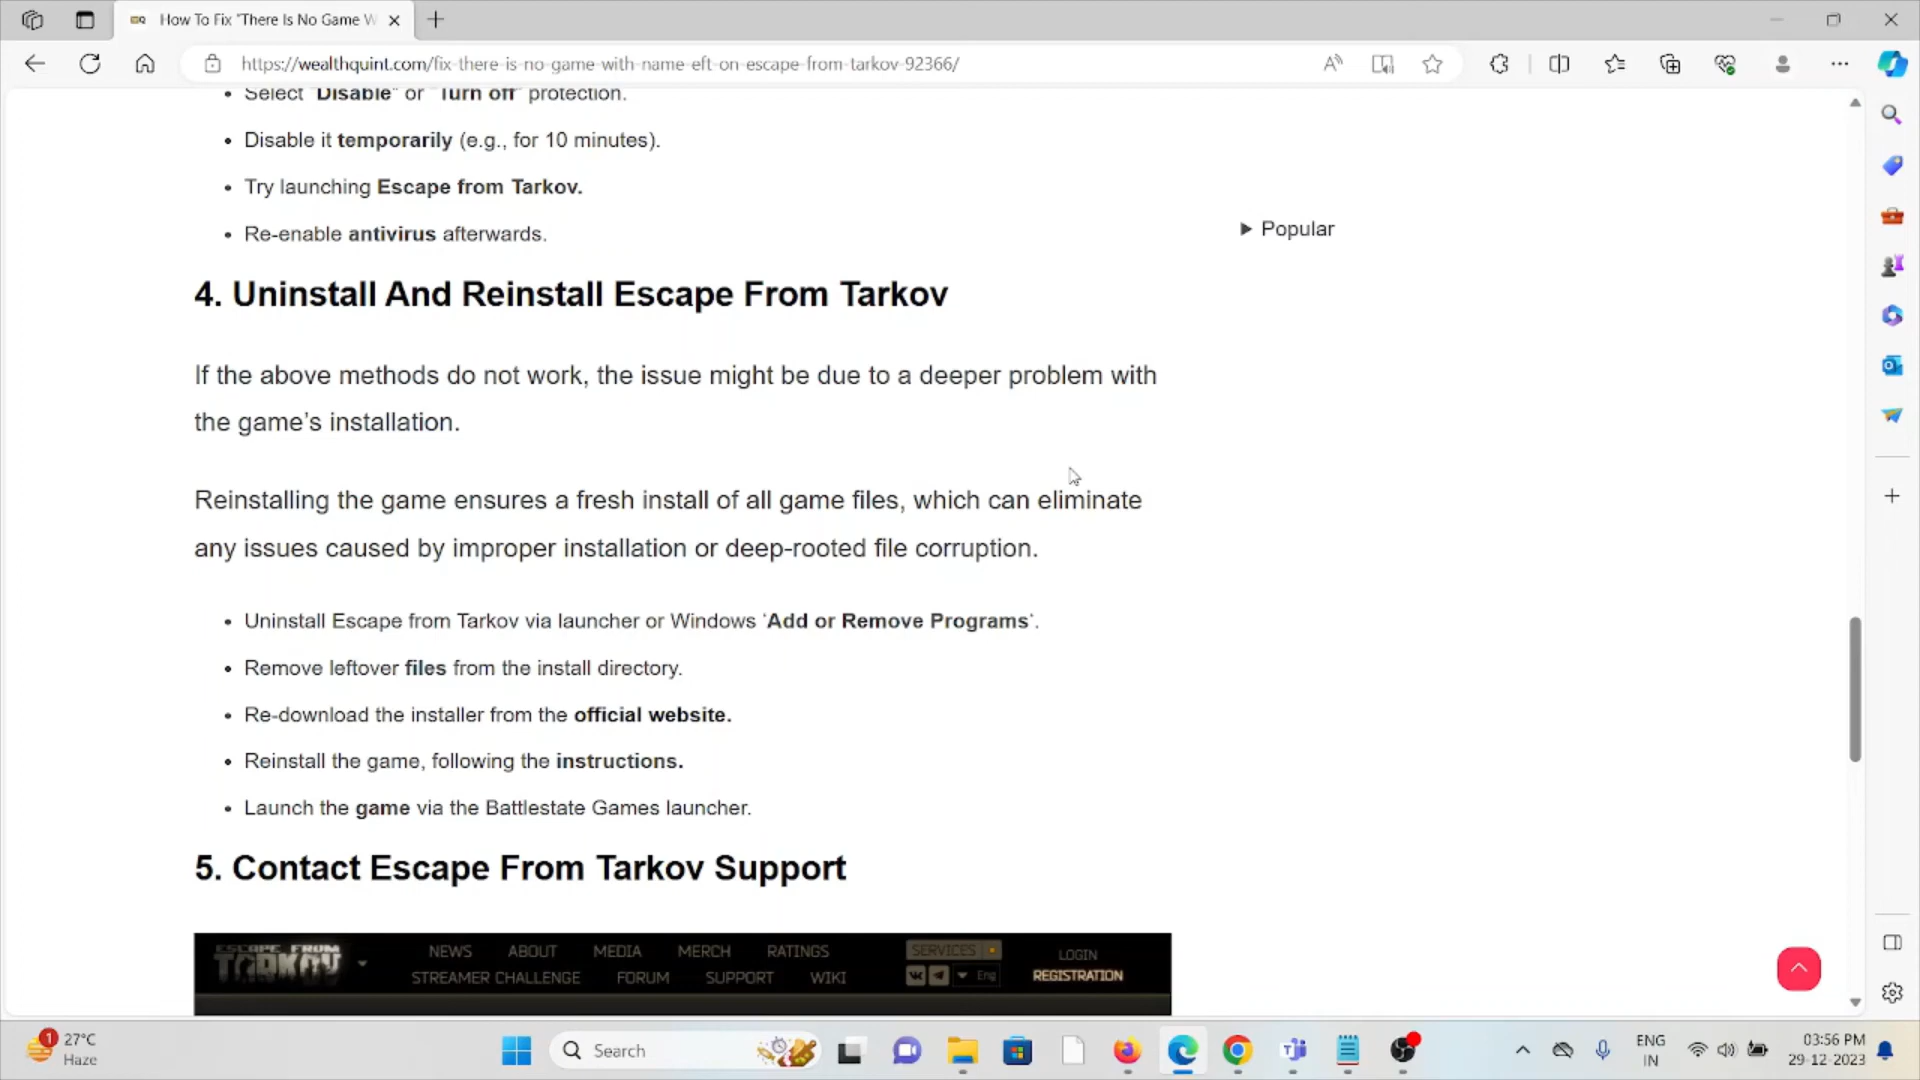 How To Fix "There Is No Game W
https://wealthquint.com/fix-there-is-no-game-with-name-eft-on-escape-from-tarkov-92366/
• Select "Disable" or "Turn off" protection.
• Disable it temporarily (e.g., for 10 minutes).
• Try launching Escape from Tarkov.
• Re-enable antivirus afterwards.
▶ Popular
4. Uninstall And Reinstall Escape From Tarkov
If the above methods do not work, the issue might be due to a deeper problem with
the game's installation.
Reinstalling the game ensures a fresh install of all game files, which can eliminate
any issues caused by improper installation or deep-rooted file corruption.
• Uninstall Escape from Tarkov via launcher or Windows 'Add or Remove Programs'.
• Remove leftover files from the install directory.
• Re-download the installer from the official website.
• Reinstall the game, following the instructions.
• Launch the game via the Battlestate Games launcher.
5. Contact Escape From Tarkov Support
ESCAPE FROM
TARKOV
NEWS ABOUT MEDIA MERCH RATINGS
STREAMER CHALLENGE FORUM SUPPORT WIKI
SERVICES
Eng
LOGIN
REGISTRATION
1
27°C
Haze
Search
ENG
IN
03:56 PM
29-12-2023